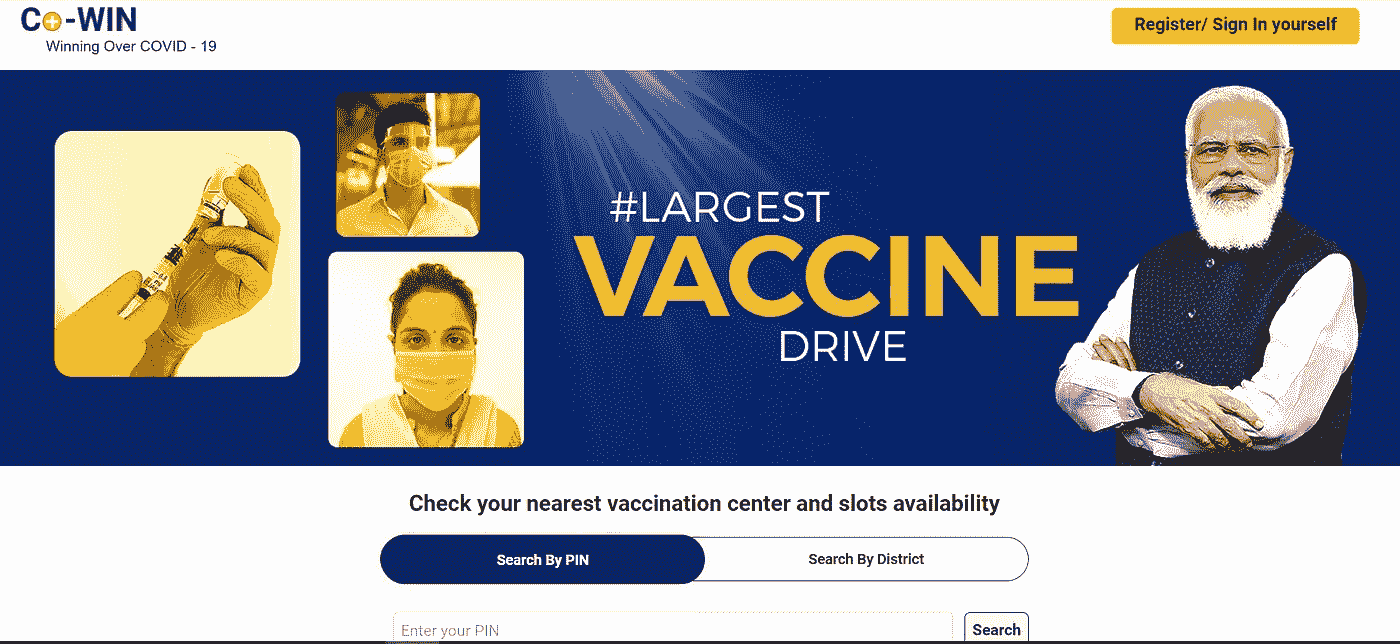 Co-WIN
Winning Over COVID - 19
Register/ Sign In yourself
#LARGEST
VACCINE
DRIVE
Check your nearest vaccination center and slots availability
Search By PIN
Search By District
Enter your PIN
Search